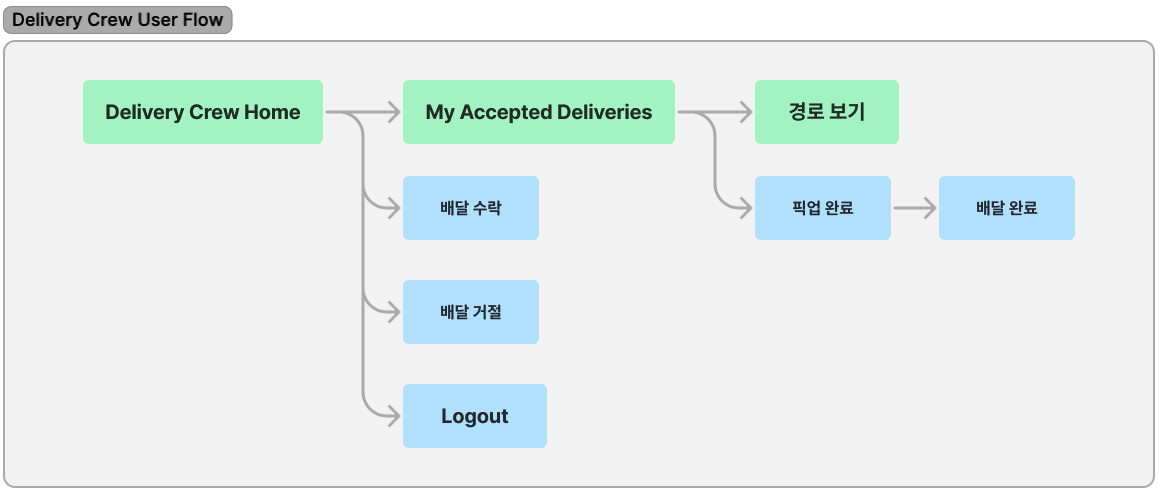 Delivery Crew User Flow
Delivery Crew Home
My Accepted Deliveries
경로 보기
배달 수락
픽업 완료
배달 완료
배달 거절
Logout